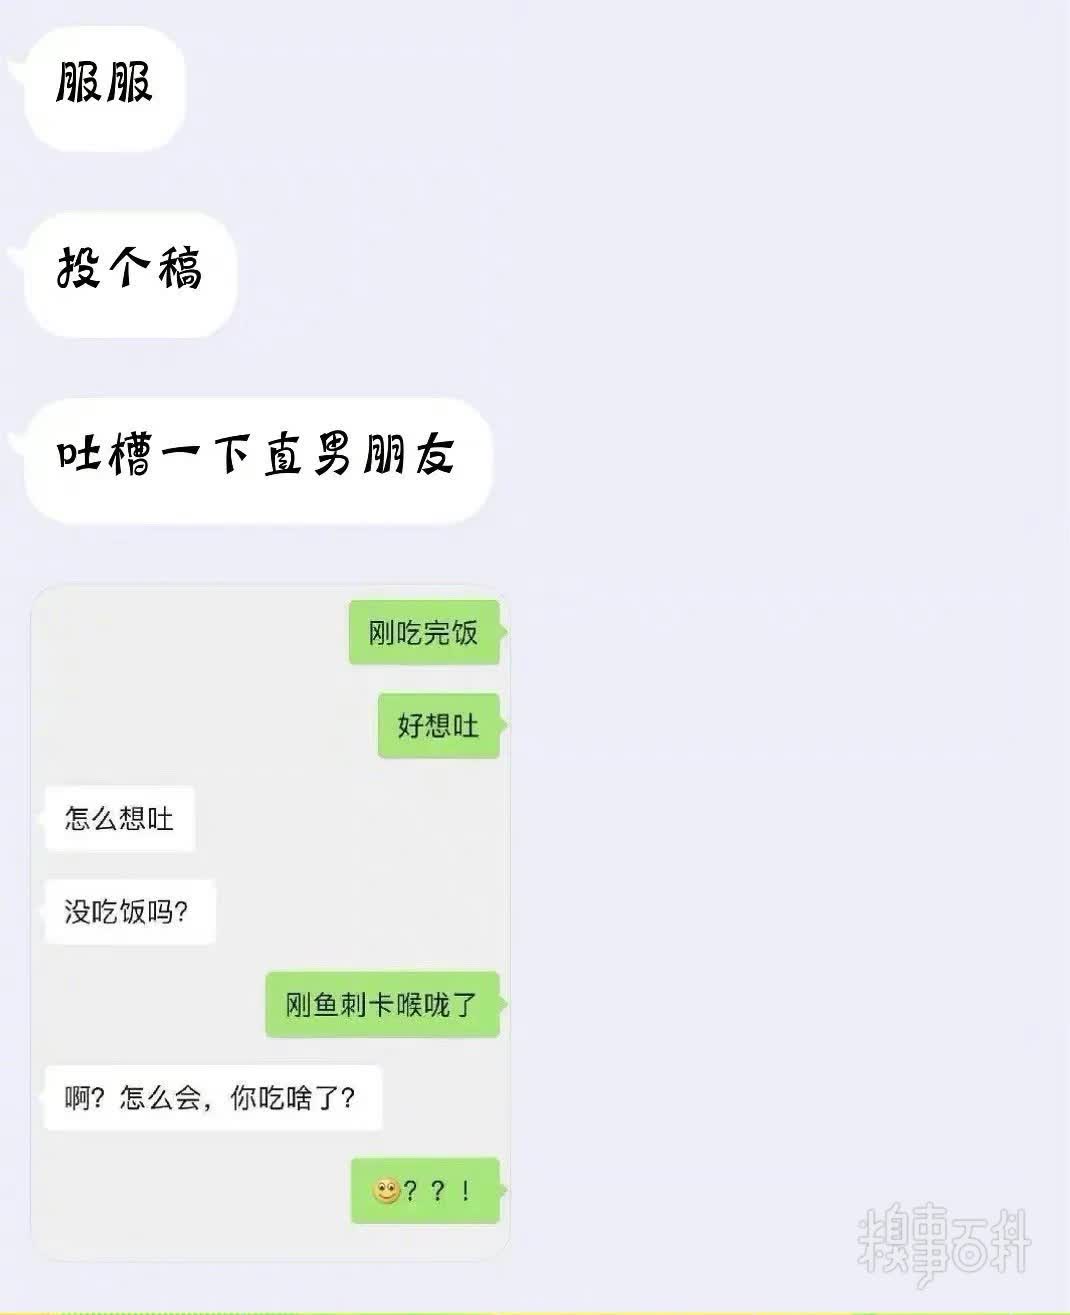 服服
投个稿
吐槽一下直男朋友
刚吃完饭
好想吐
怎么想吐
没吃饭吗？
刚鱼刺卡喉咙了
啊？怎么会，你吃啥了？
？？！
糗事百科